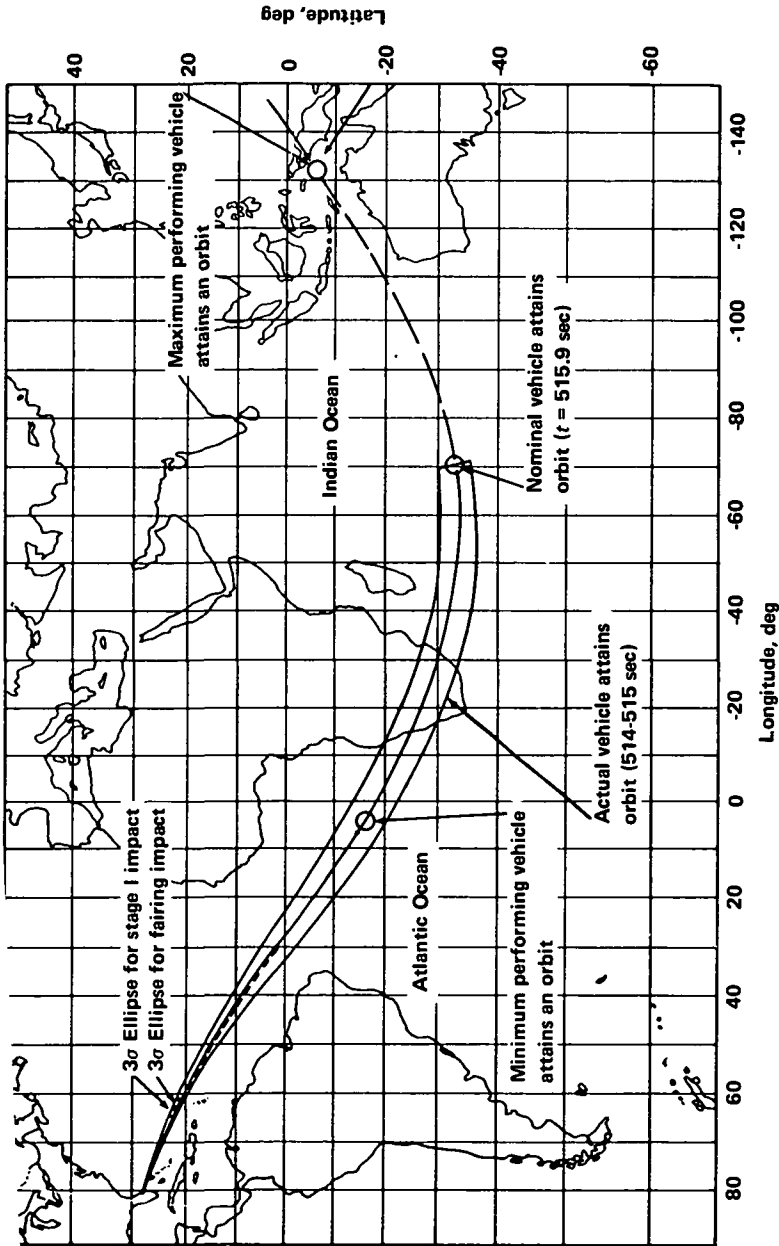 3σ Ellipse for stage I impact
3σ Ellipse for fairing impact
Maximum performing vehicle
attains an orbit
Indian Ocean
Atlantic Ocean
Minimum performing vehicle
attains an orbit
Actual vehicle attains
orbit (514-515 sec)
Nominal vehicle attains
orbit (t = 515.9 sec)
Latitude, deg
40
20
0
-20
-40
-60
80
60
40
20
0
-20
-40
-60
-80
-100
-120
-140
Longitude, deg